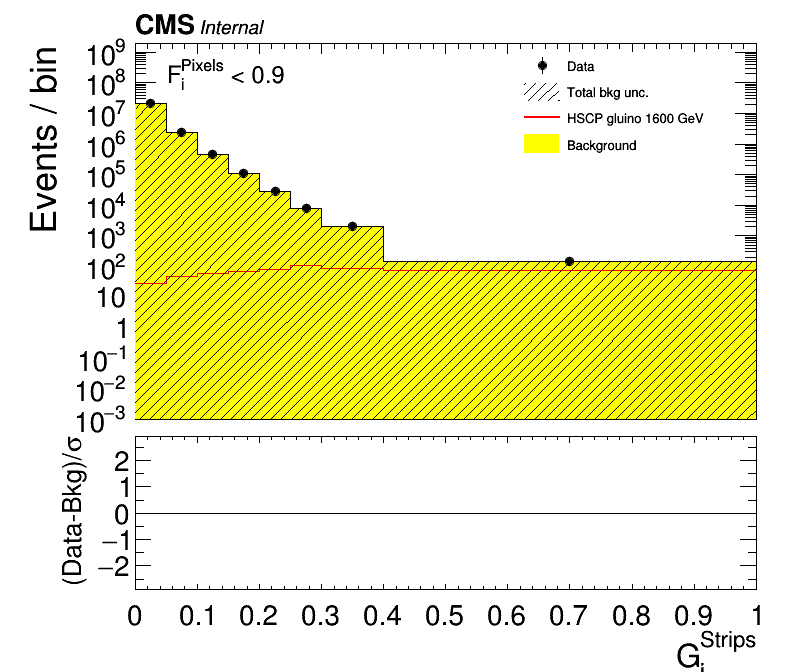 CMS Internal
F_i^Pixels < 0.9
Data
Total bkg unc.
HSCP gluino 1600 GeV
Background
Events / bin
10^9
10^8
10^7
10^6
10^5
10^4
10^3
10^2
10
1
10^−1
10^−2
10^−3
(Data-Bkg)/σ
2
1
0
−1
−2
0 0.1 0.2 0.3 0.4 0.5 0.6 0.7 0.8 0.9 1
G_i^Strips